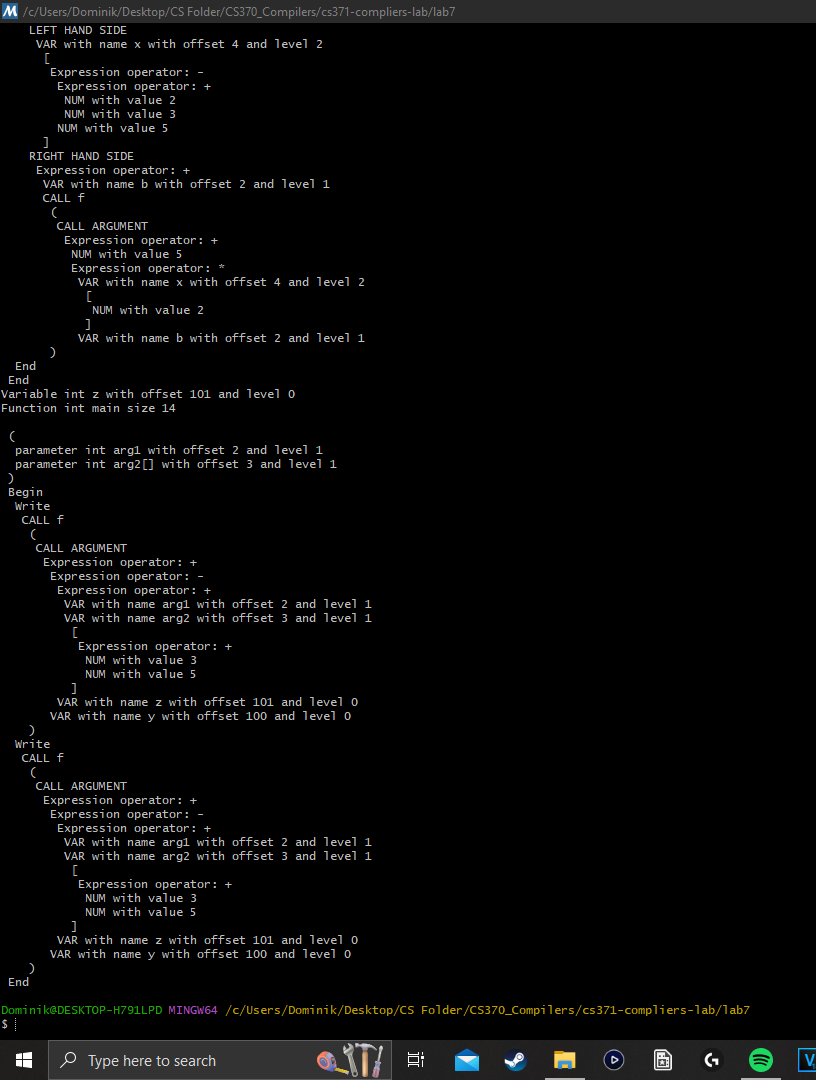 /c/Users/Dominik/Desktop/CS Folder/CS370_Compilers/cs371-compliers-lab/lab7
LEFT HAND SIDE
VAR with name x with offset 4 and level 2
[
Expression operator: -
Expression operator: +
NUM with value 2
NUM with value 3
NUM with value 5
]
RIGHT HAND SIDE
Expression operator: +
VAR with name b with offset 2 and level 1
CALL f
(
CALL ARGUMENT
Expression operator: +
NUM with value 5
Expression operator: *
VAR with name x with offset 4 and level 2
[
NUM with value 2
]
VAR with name b with offset 2 and level 1
)
End
End
Variable int z with offset 101 and level 0
Function int main size 14
(
parameter int arg1 with offset 2 and level 1
parameter int arg2[] with offset 3 and level 1
)
Begin
Write
CALL f
(
CALL ARGUMENT
Expression operator: +
Expression operator: -
Expression operator: +
VAR with name arg1 with offset 2 and level 1
VAR with name arg2 with offset 3 and level 1
[
Expression operator: +
NUM with value 3
NUM with value 5
]
VAR with name z with offset 101 and level 0
VAR with name y with offset 100 and level 0
)
Write
CALL f
(
CALL ARGUMENT
Expression operator: +
Expression operator: -
Expression operator: +
VAR with name arg1 with offset 2 and level 1
VAR with name arg2 with offset 3 and level 1
[
Expression operator: +
NUM with value 3
NUM with value 5
]
VAR with name z with offset 101 and level 0
VAR with name y with offset 100 and level 0
)
End
Dominik@DESKTOP-H791LPD MINGW64 /c/Users/Dominik/Desktop/CS Folder/CS370_Compilers/cs371-compliers-lab/lab7
$
Type here to search